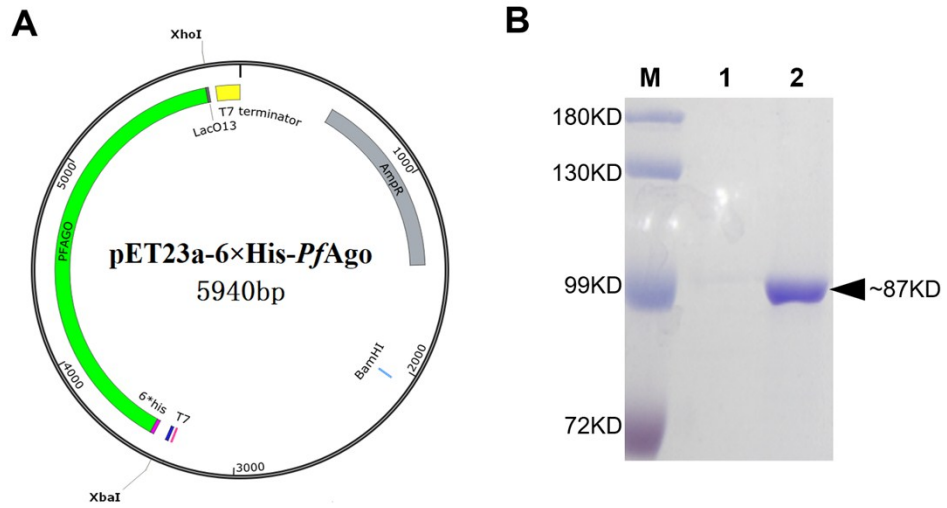 A
XhoI
T7 terminator
LacO13
AmpR
1000
5000
PFAGO
pET23a-6×His-PfAgo
5940bp
BamHI
2000
4000
6*his
T7
3000
XbaI
B
M 1 2
180KD
130KD
99KD
~87KD
72KD